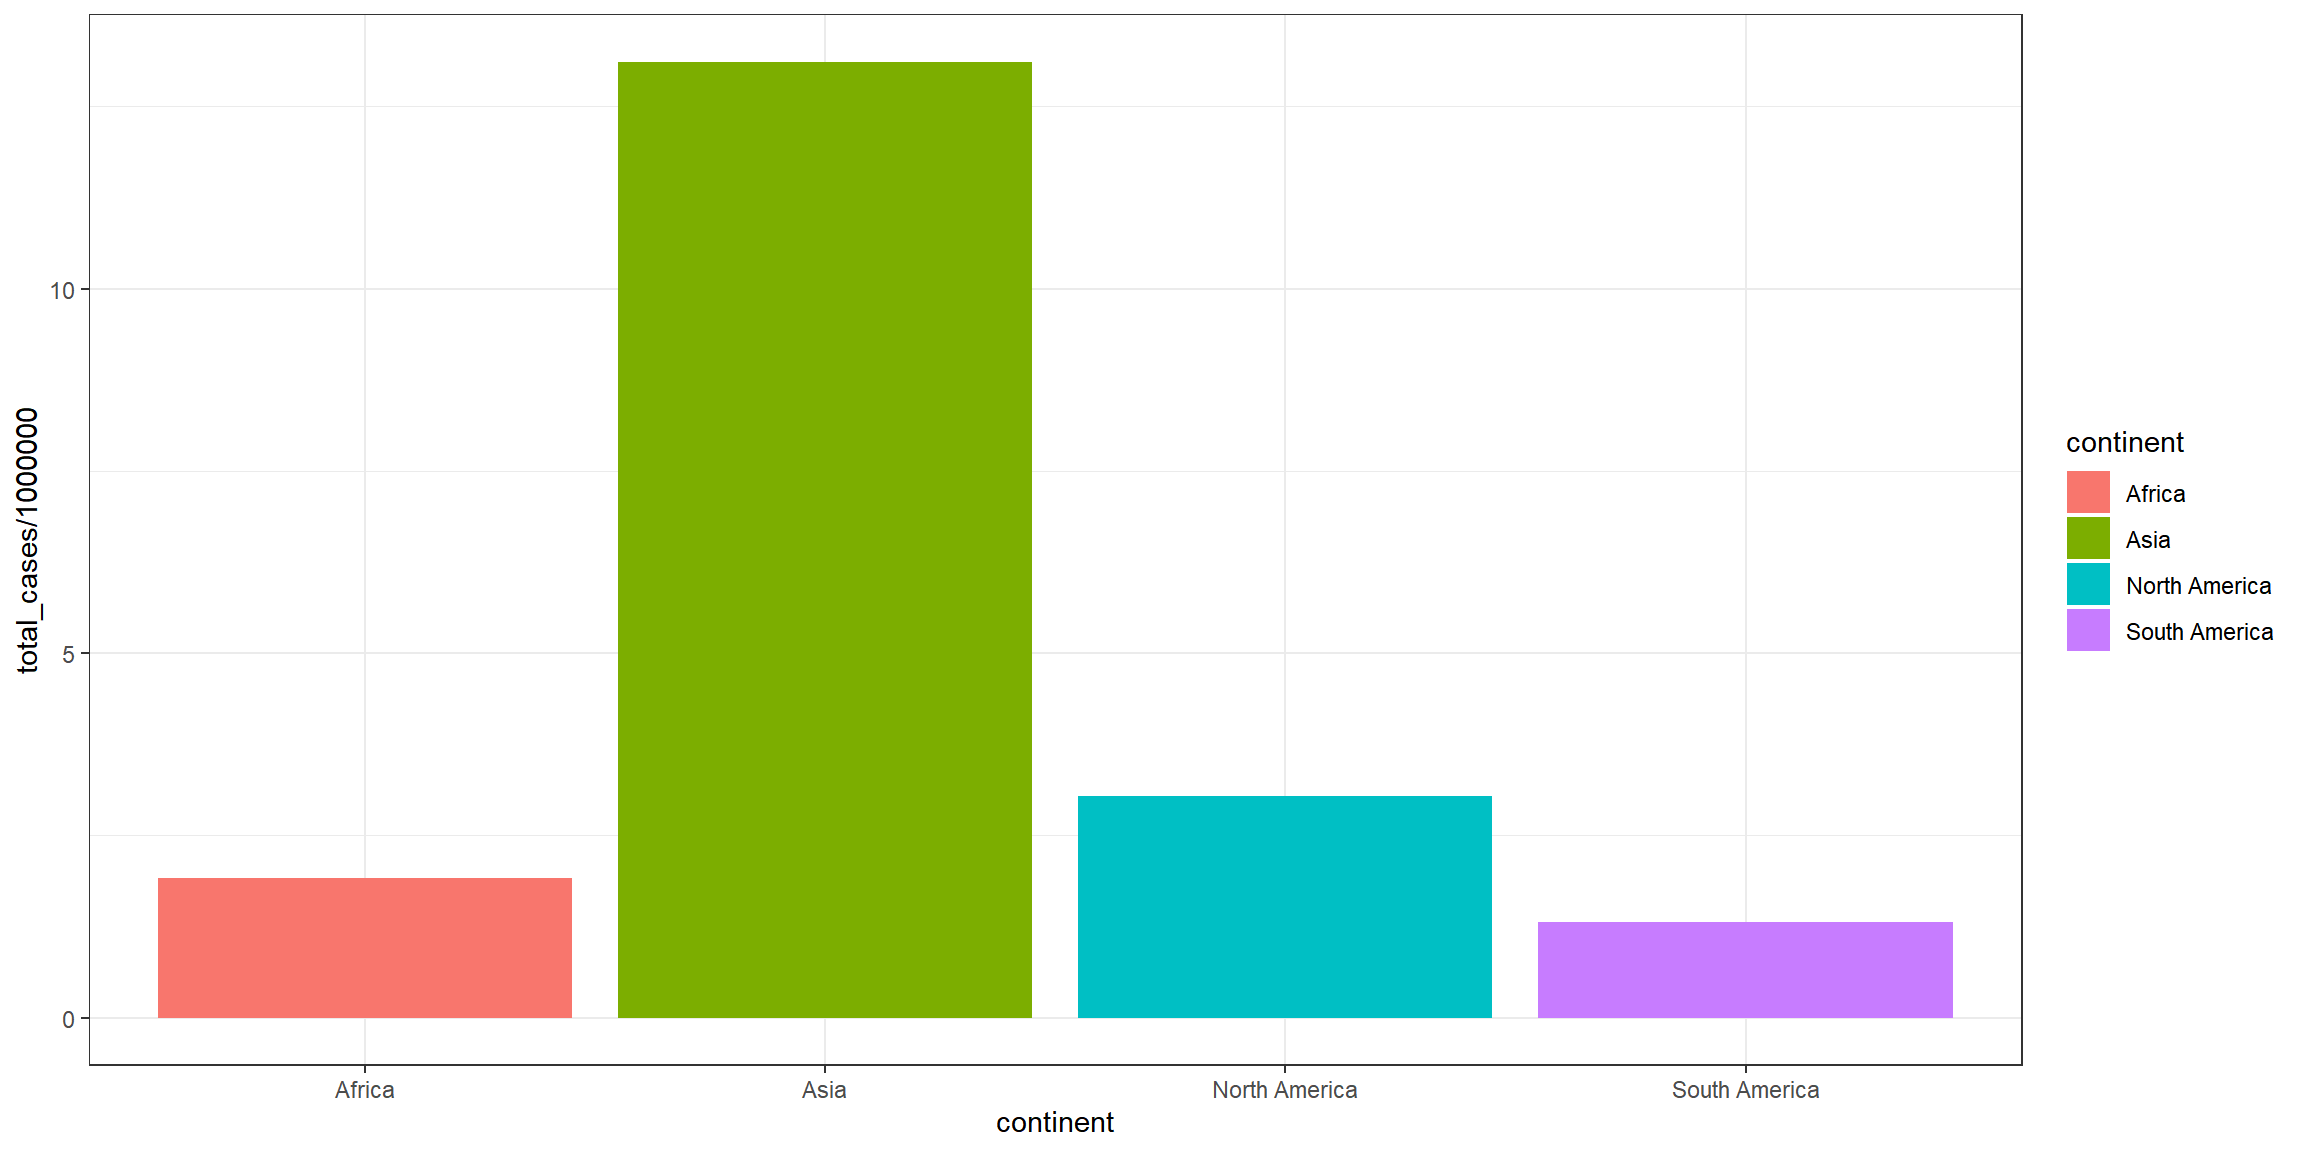 total_cases/1000000
10
5
0
Africa
Asia
North America
South America
continent
continent
Africa
Asia
North America
South America